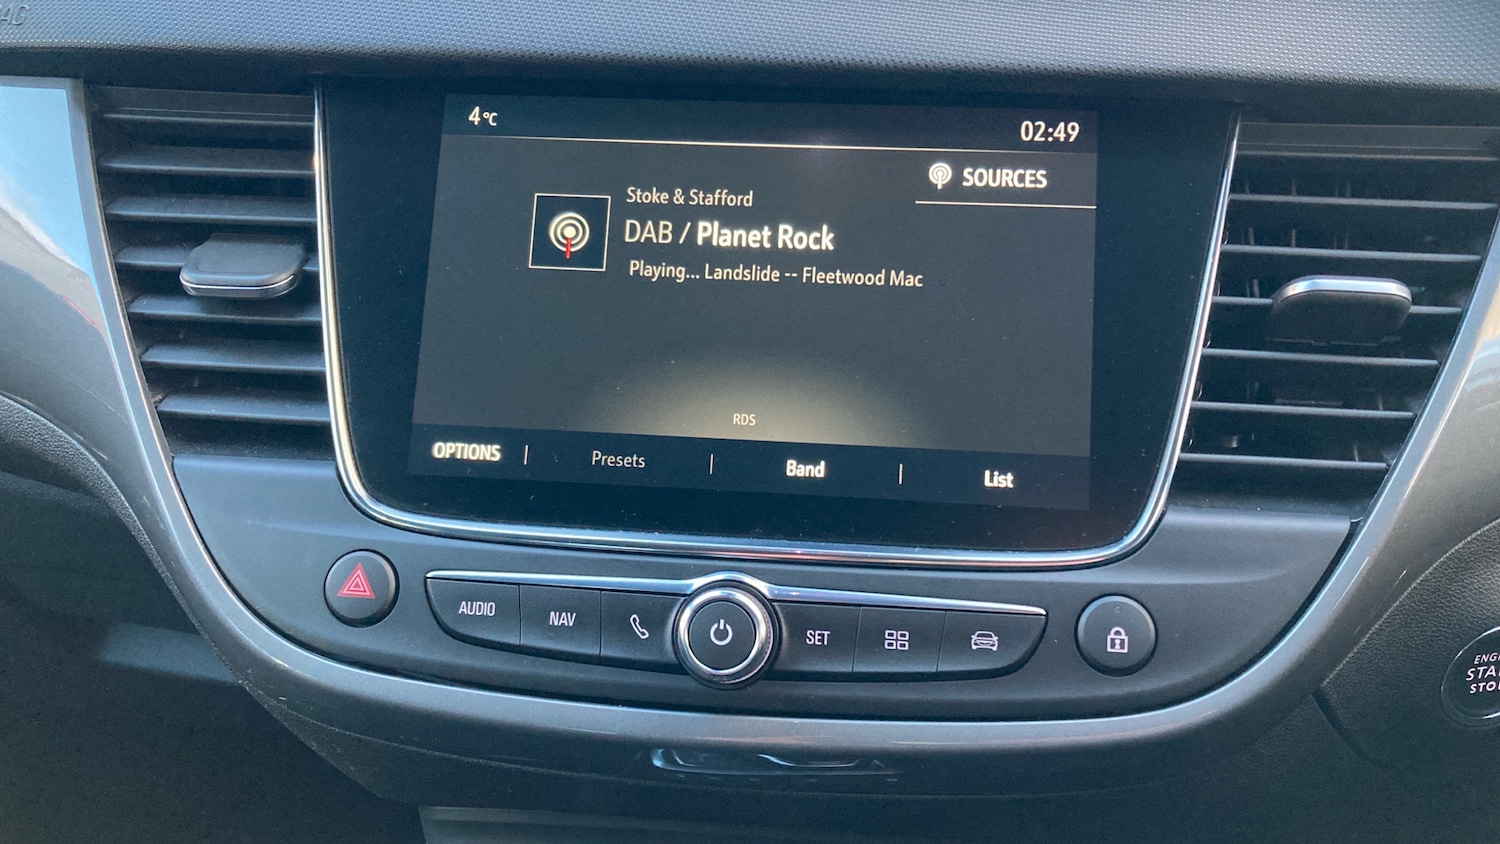 4°C
02:49
SOURCES
Stoke & Stafford
DAB / Planet Rock
Playing... Landslide -- Fleetwood Mac
RDS
OPTIONS | Presets | Band | List
AUDIO
NAV
SET